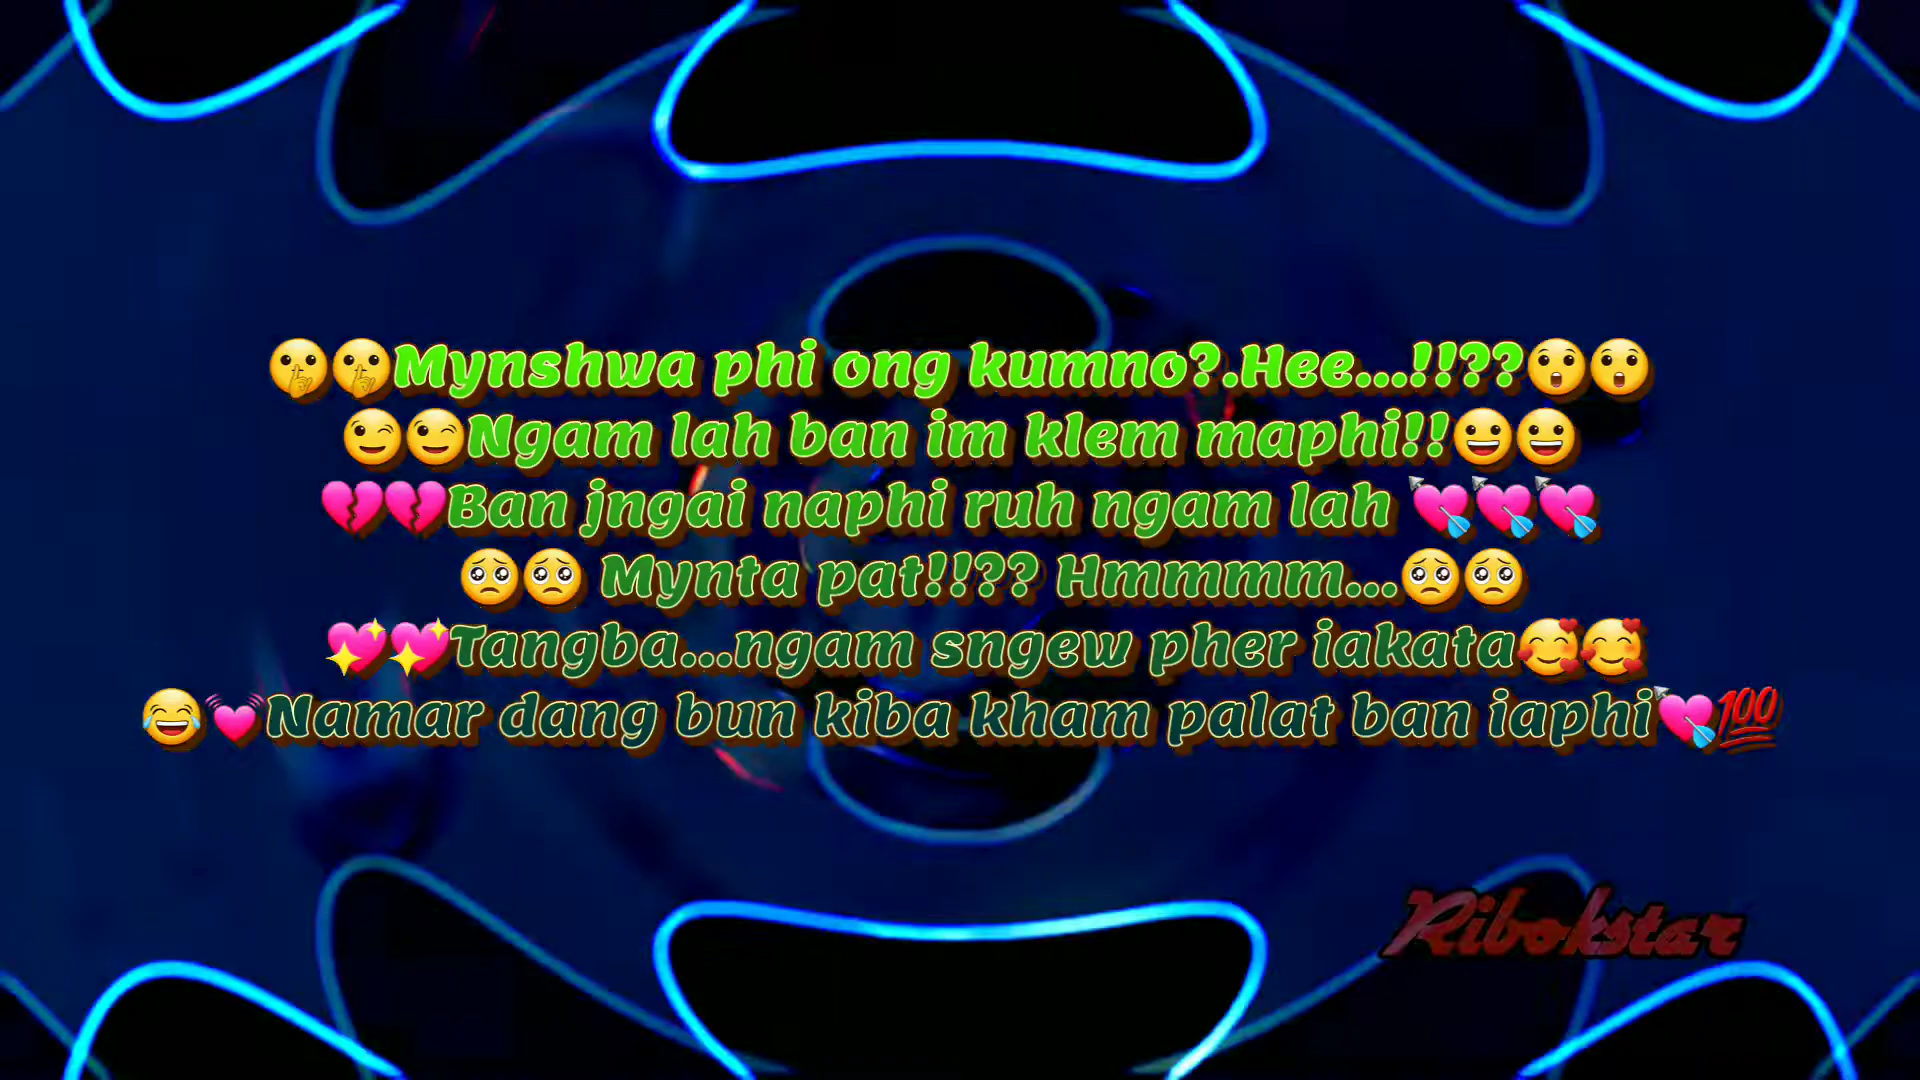 🤫🤫Mynshwa phi ong kumno?.Hee...!!??😲😲
😉😉Ngam lah ban im klem maphi!!😀😀
💔💔Ban jngai naphi ruh ngam lah 💘💘💘
🥺🥺 Mynta pat!!?? Hmmmm...🥺🥺
💖💖Tangba...ngam sngew pher iakata🥰🥰
😂💓Namar dang bun kiba kham palat ban iaphi💘💯
Ribokstar